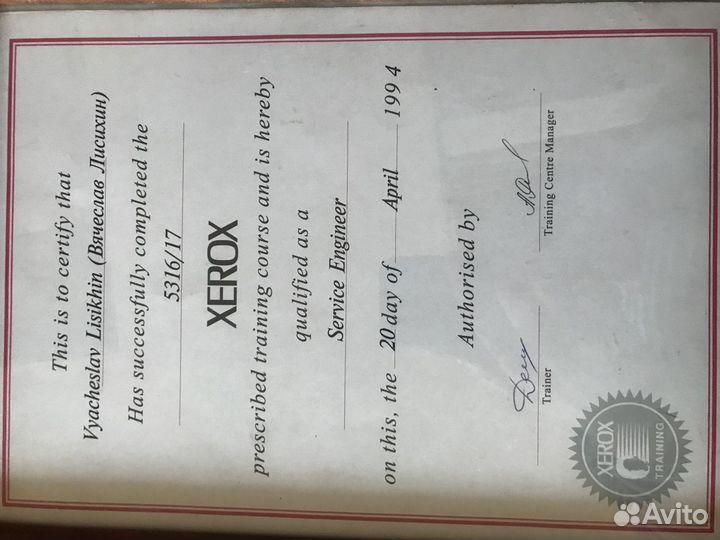 This is to certify that
Vyacheslav Lisikhin (Вячеслав Лисихин)
Has successfully completed the
5316/17
XEROX
prescribed training course and is hereby
qualified as a
Service Engineer
on this, the 20 day of April 1994
Authorised by
Trainer
Training Centre Manager
XEROX
TRAINING
Avito